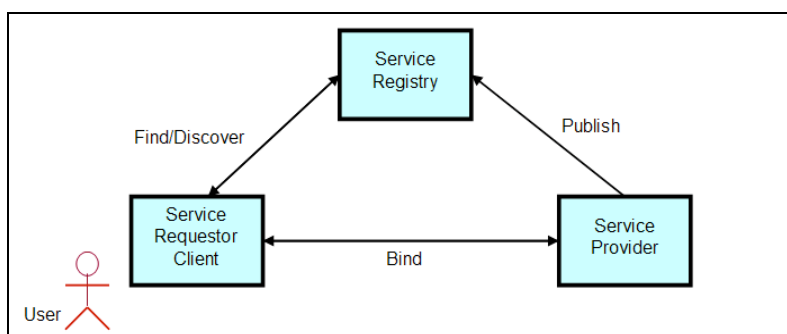 Service
Registry
Find/Discover
Publish
Service
Requestor
Client
Service
Provider
Bind
User